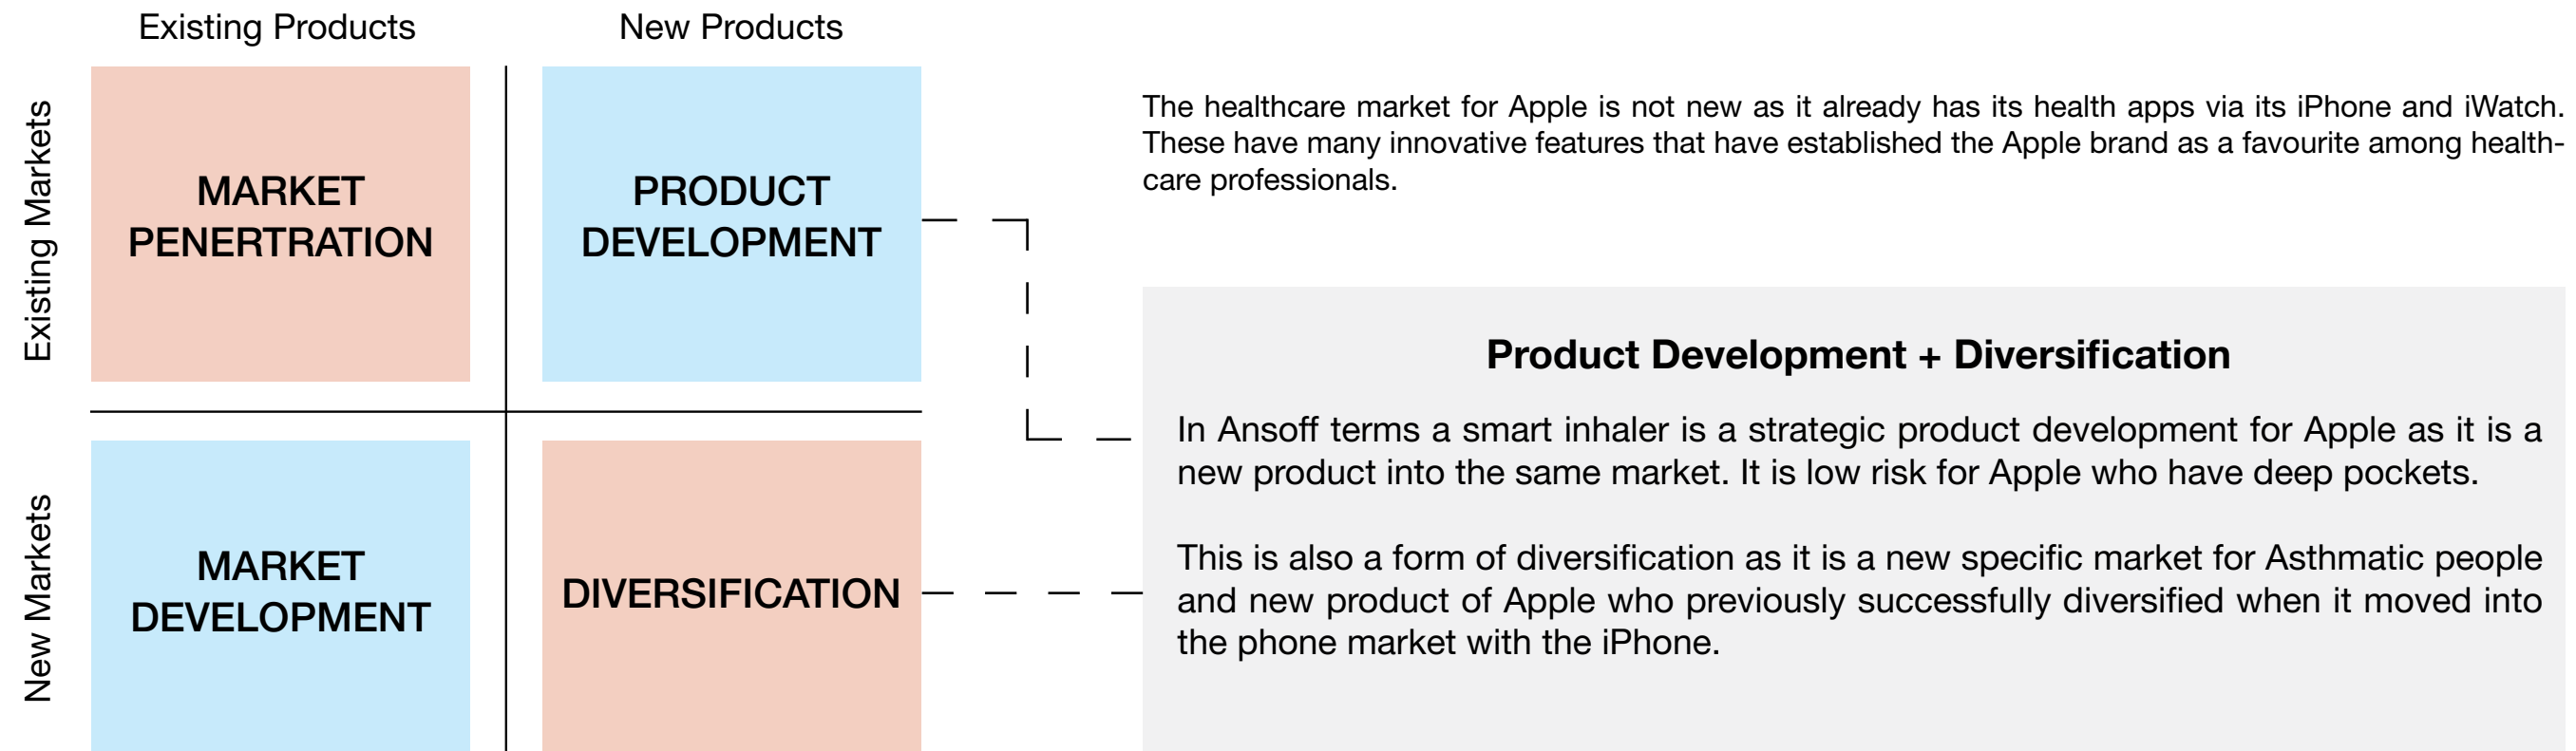 Existing Products
New Products
Existing Markets
MARKET
PENERTRATION
PRODUCT
DEVELOPMENT
New Markets
MARKET
DEVELOPMENT
DIVERSIFICATION
The healthcare market for Apple is not new as it already has its health apps via its iPhone and iWatch.
These have many innovative features that have established the Apple brand as a favourite among health-
care professionals.
Product Development + Diversification
In Ansoff terms a smart inhaler is a strategic product development for Apple as it is a
new product into the same market. It is low risk for Apple who have deep pockets.
This is also a form of diversification as it is a new specific market for Asthmatic people
and new product of Apple who previously successfully diversified when it moved into
the phone market with the iPhone.